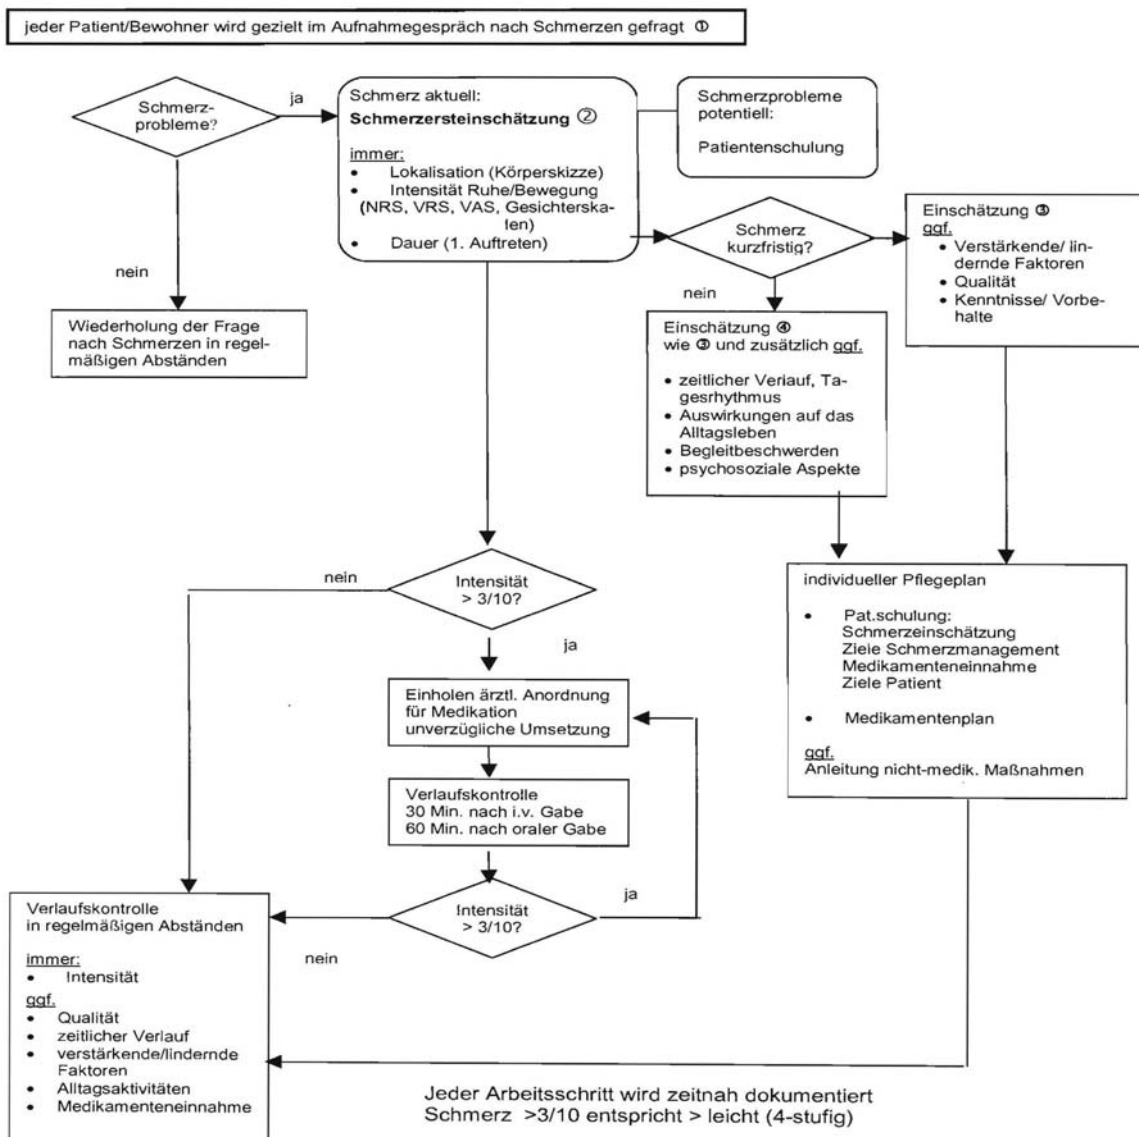 jeder Patient/Bewohner wird gezielt im Aufnahmegespräch nach Schmerzen gefragt ①
Schmerz-
probleme?
ja
nein
Wiederholung der Frage
nach Schmerzen in regel-
mäßigen Abständen
Schmerz aktuell:
Schmerzersteinschätzung ②
immer:
• Lokalisation (Körperskizze)
• Intensität Ruhe/Bewegung
(NRS, VRS, VAS, Gesichterska-
len)
• Dauer (1. Auftreten)
Schmerzprobleme
potentiell:
Patientenschulung
Schmerz
kurzfristig?
nein
Einschätzung ③
ggf.
• Verstärkende/ lin-
dernde Faktoren
• Qualität
• Kenntnisse/ Vorbe-
halte
Einschätzung ④
wie ③ und zusätzlich ggf.
• zeitlicher Verlauf, Ta-
gesrhythmus
• Auswirkungen auf das
Alltagsleben
• Begleitbeschwerden
• psychosoziale Aspekte
individueller Pflegeplan
• Pat.schulung:
Schmerzeinschätzung
Ziele Schmerzmanagement
Medikamenteneinnahme
Ziele Patient
• Medikamentenplan
ggf.
Anleitung nicht-medik. Maßnahmen
Intensität
> 3/10?
nein
ja
Einholen ärztl. Anordnung
für Medikation
unverzügliche Umsetzung
Verlaufskontrolle
30 Min. nach i.v. Gabe
60 Min. nach oraler Gabe
Intensität
> 3/10?
ja
nein
Verlaufskontrolle
in regelmäßigen Abständen
immer:
• Intensität
ggf.
• Qualität
• zeitlicher Verlauf
• verstärkende/lindernde
Faktoren
• Alltagsaktivitäten
• Medikamenteneinnahme
Jeder Arbeitsschritt wird zeitnah dokumentiert
Schmerz >3/10 entspricht > leicht (4-stufig)